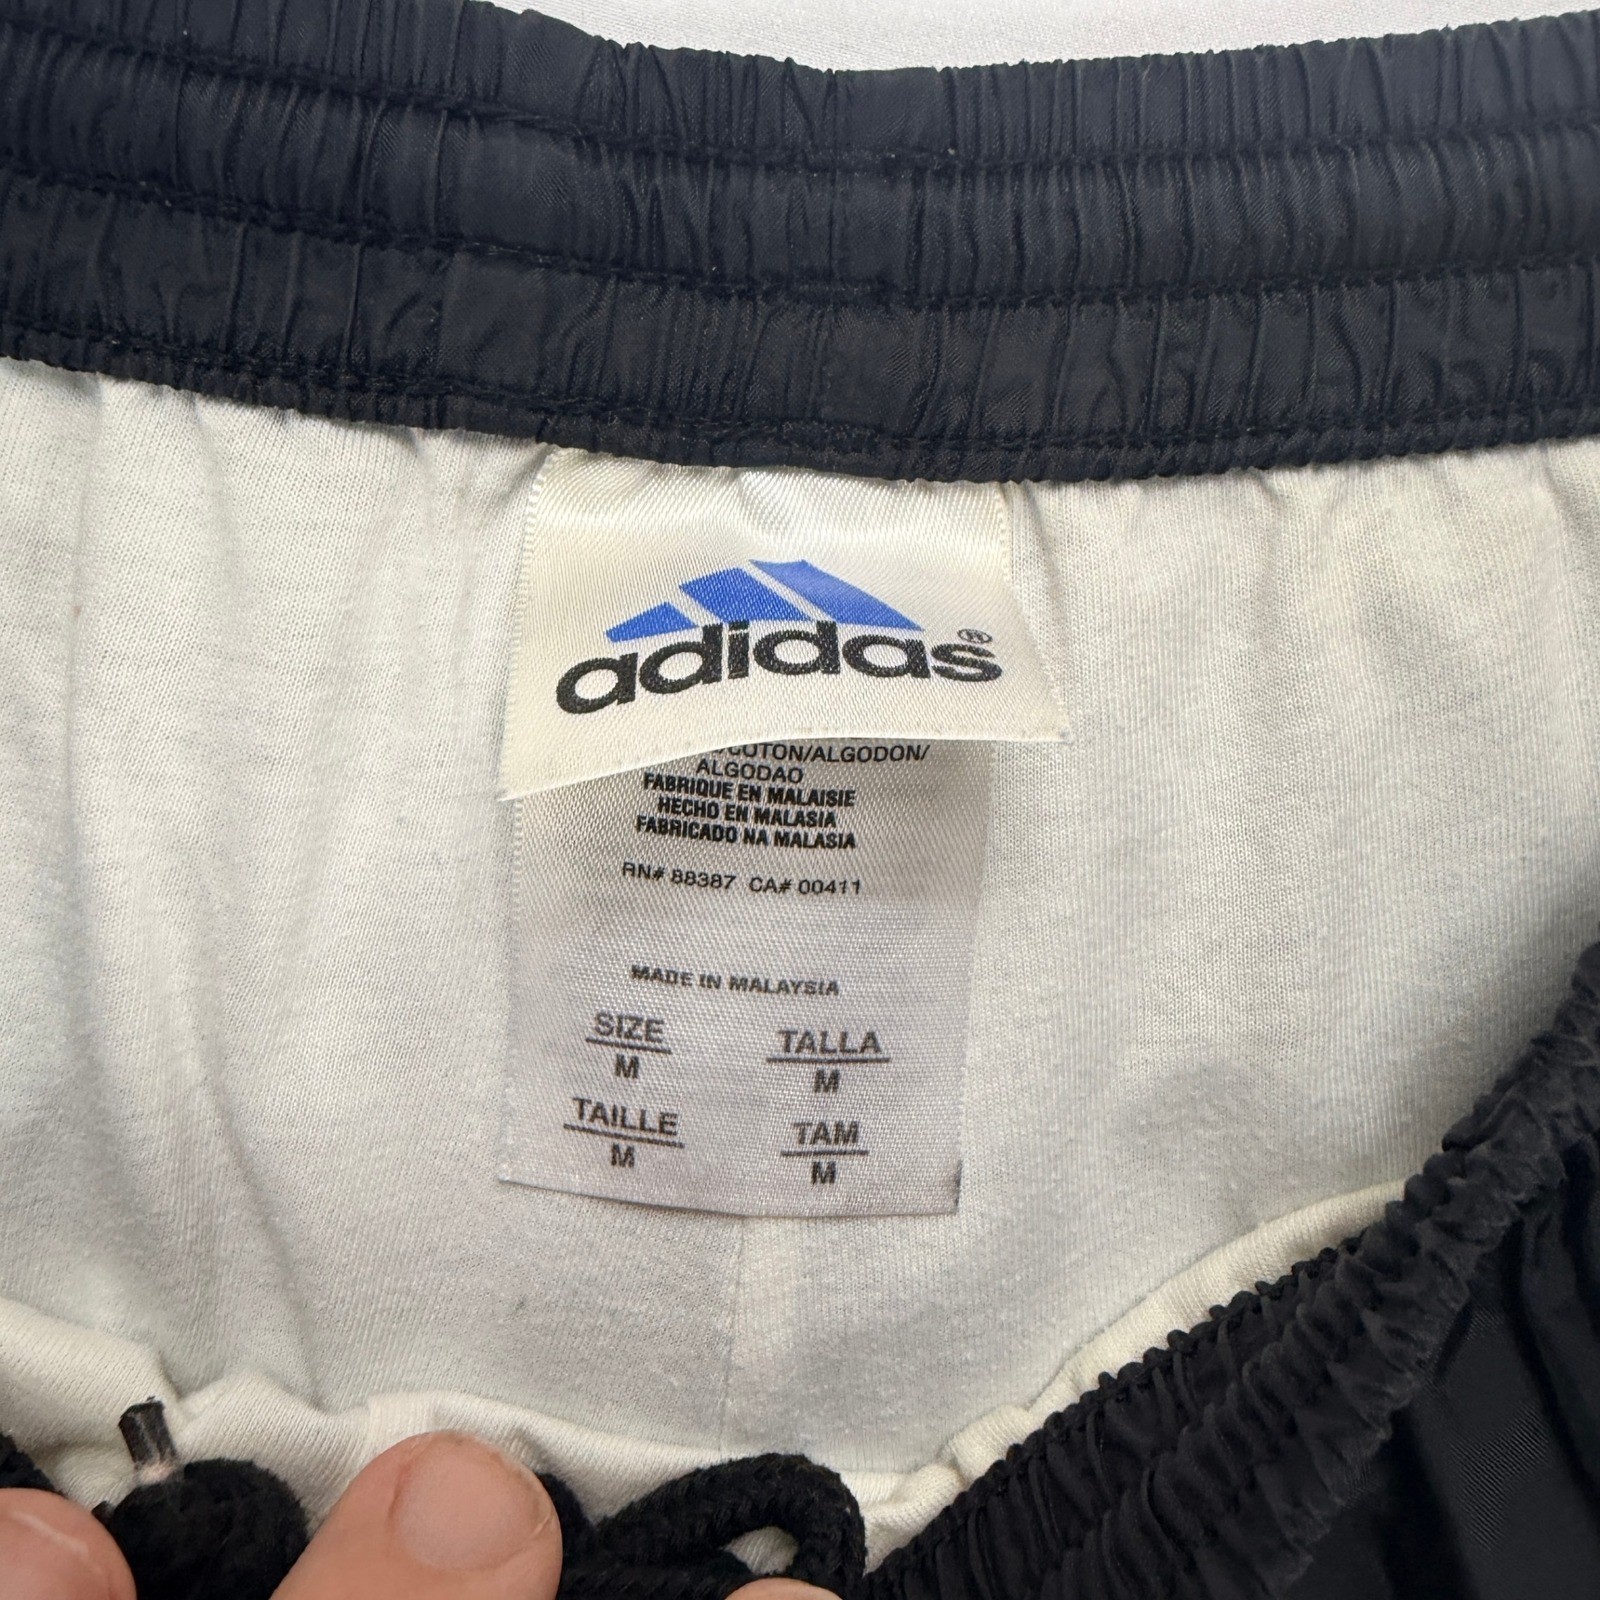 adidas®
COTON/ALGODON/
ALGODAO
FABRIQUE EN MALAISIE
HECHO EN MALASIA
FABRICADO NA MALASIA
RN# 88387 CA# 00411
MADE IN MALAYSIA
SIZE TALLA
M M
TAILLE TAM
M M